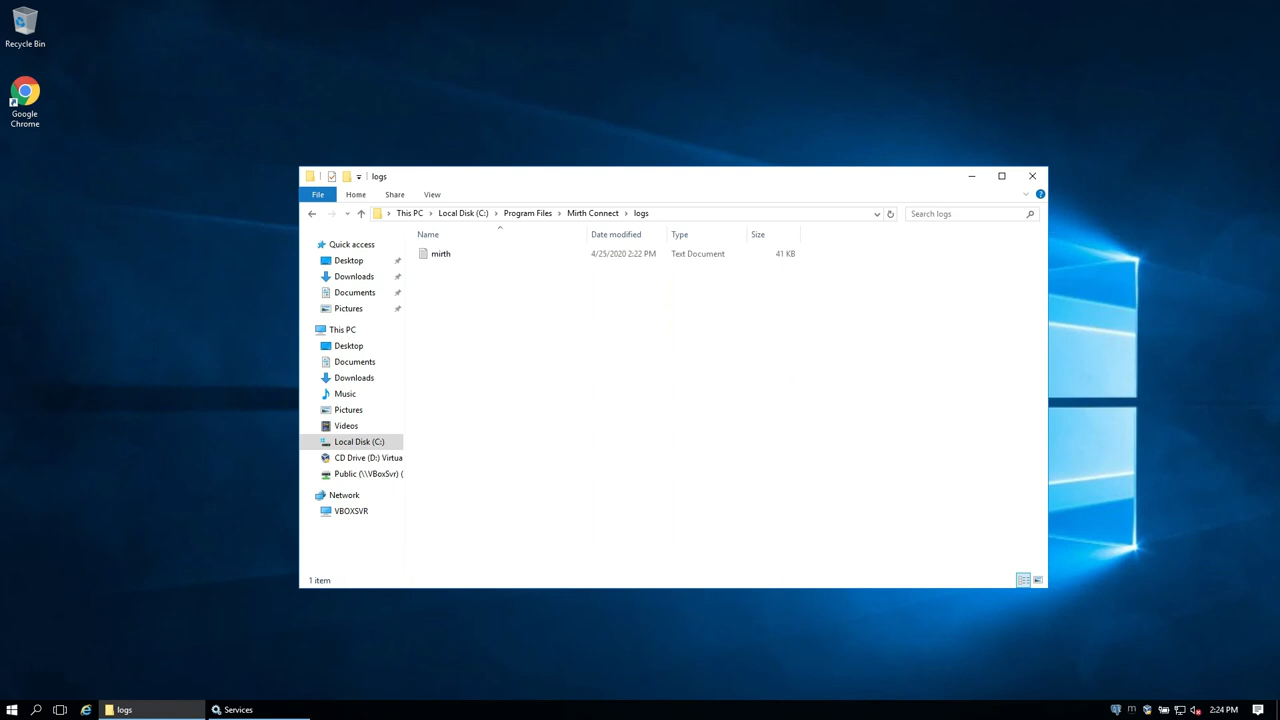 Recycle Bin
Google
Chrome
logs
File Home Share View
This PC Local Disk (C:) Program Files Mirth Connect logs
Search logs
Name Date modified Type Size
mirth 4/25/2020 2:22 PM Text Document 41 KB
Quick access
Desktop
Downloads
Documents
Pictures
This PC
Desktop
Documents
Downloads
Music
Pictures
Videos
Local Disk (C:)
CD Drive (D:) Virtua
Public (\\VBoxSvr) (
Network
VBOXSVR
1 item
logs
Services
2:24 PM